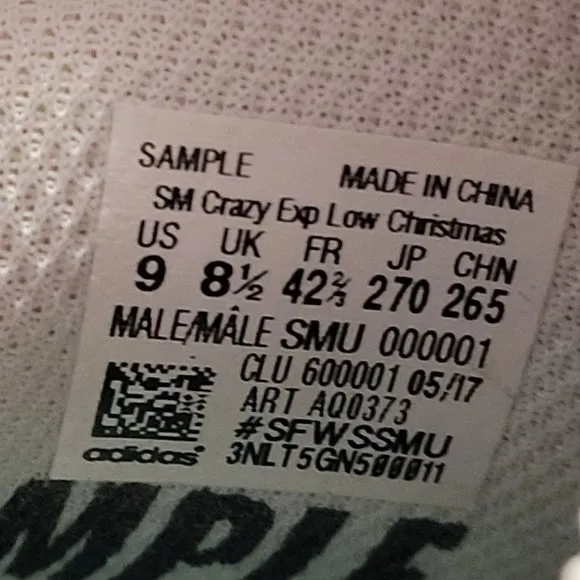 SAMPLE MADE IN CHINA
SM Crazy Exp Low Christmas
US UK FR JP CHN
9 8½ 42⅔ 270 265
MALE/MÂLE SMU 000001
CLU 600001 05/17
ART AQ0373
#SFWSSMU
adidas® 3NLT5GN500011